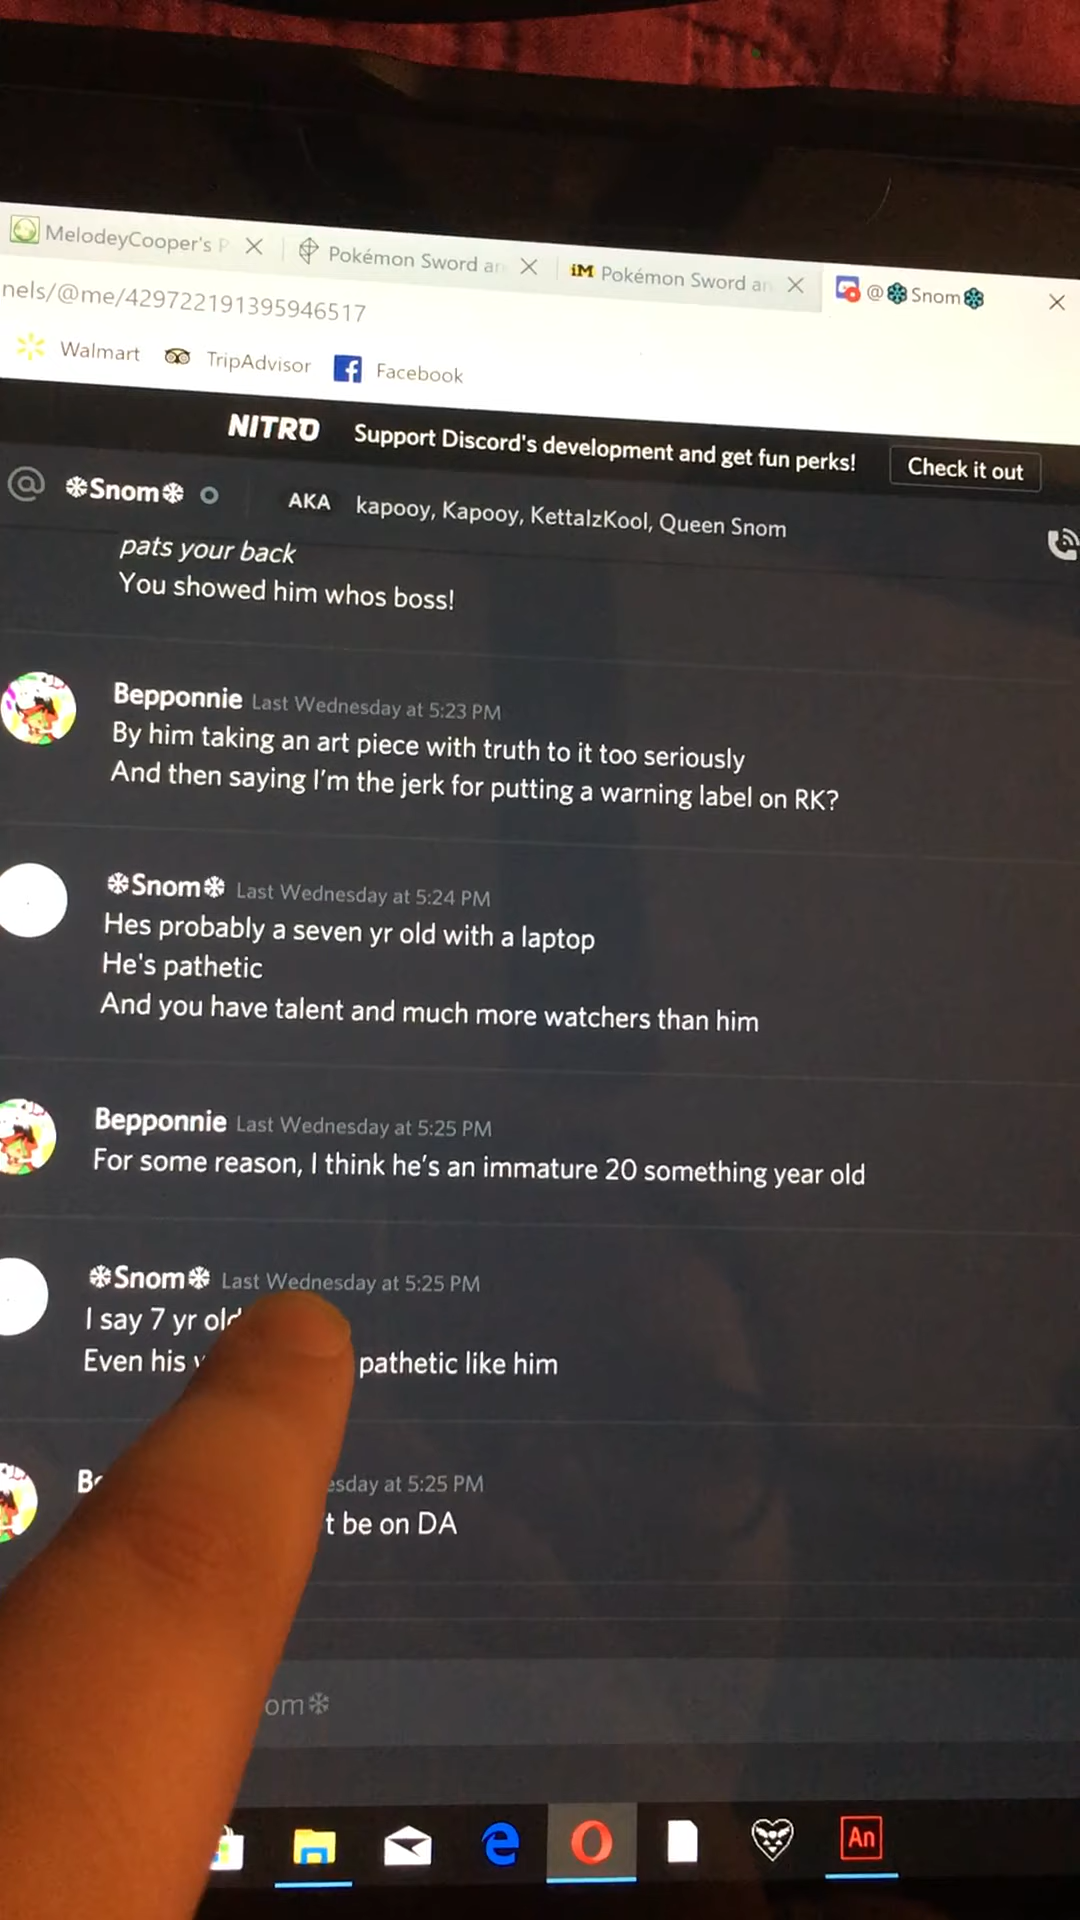 MelodeyCooper's P
Pokémon Sword an
iM Pokémon Sword an
@❄Snom❄
nels/@me/429722191395946517
Walmart
TripAdvisor
Facebook
NITRO Support Discord's development and get fun perks! Check it out
@ ❄Snom❄ AKA kapooy, Kapooy, KettalzKool, Queen Snom
pats your back
You showed him whos boss!
Bepponnie Last Wednesday at 5:23 PM
By him taking an art piece with truth to it too seriously
And then saying I'm the jerk for putting a warning label on RK?
❄Snom❄ Last Wednesday at 5:24 PM
Hes probably a seven yr old with a laptop
He's pathetic
And you have talent and much more watchers than him
Bepponnie Last Wednesday at 5:25 PM
For some reason, I think he's an immature 20 something year old
❄Snom❄ Last Wednesday at 5:25 PM
I say 7 yr old
Even his pathetic like him
esday at 5:25 PM
t be on DA
om❄
An